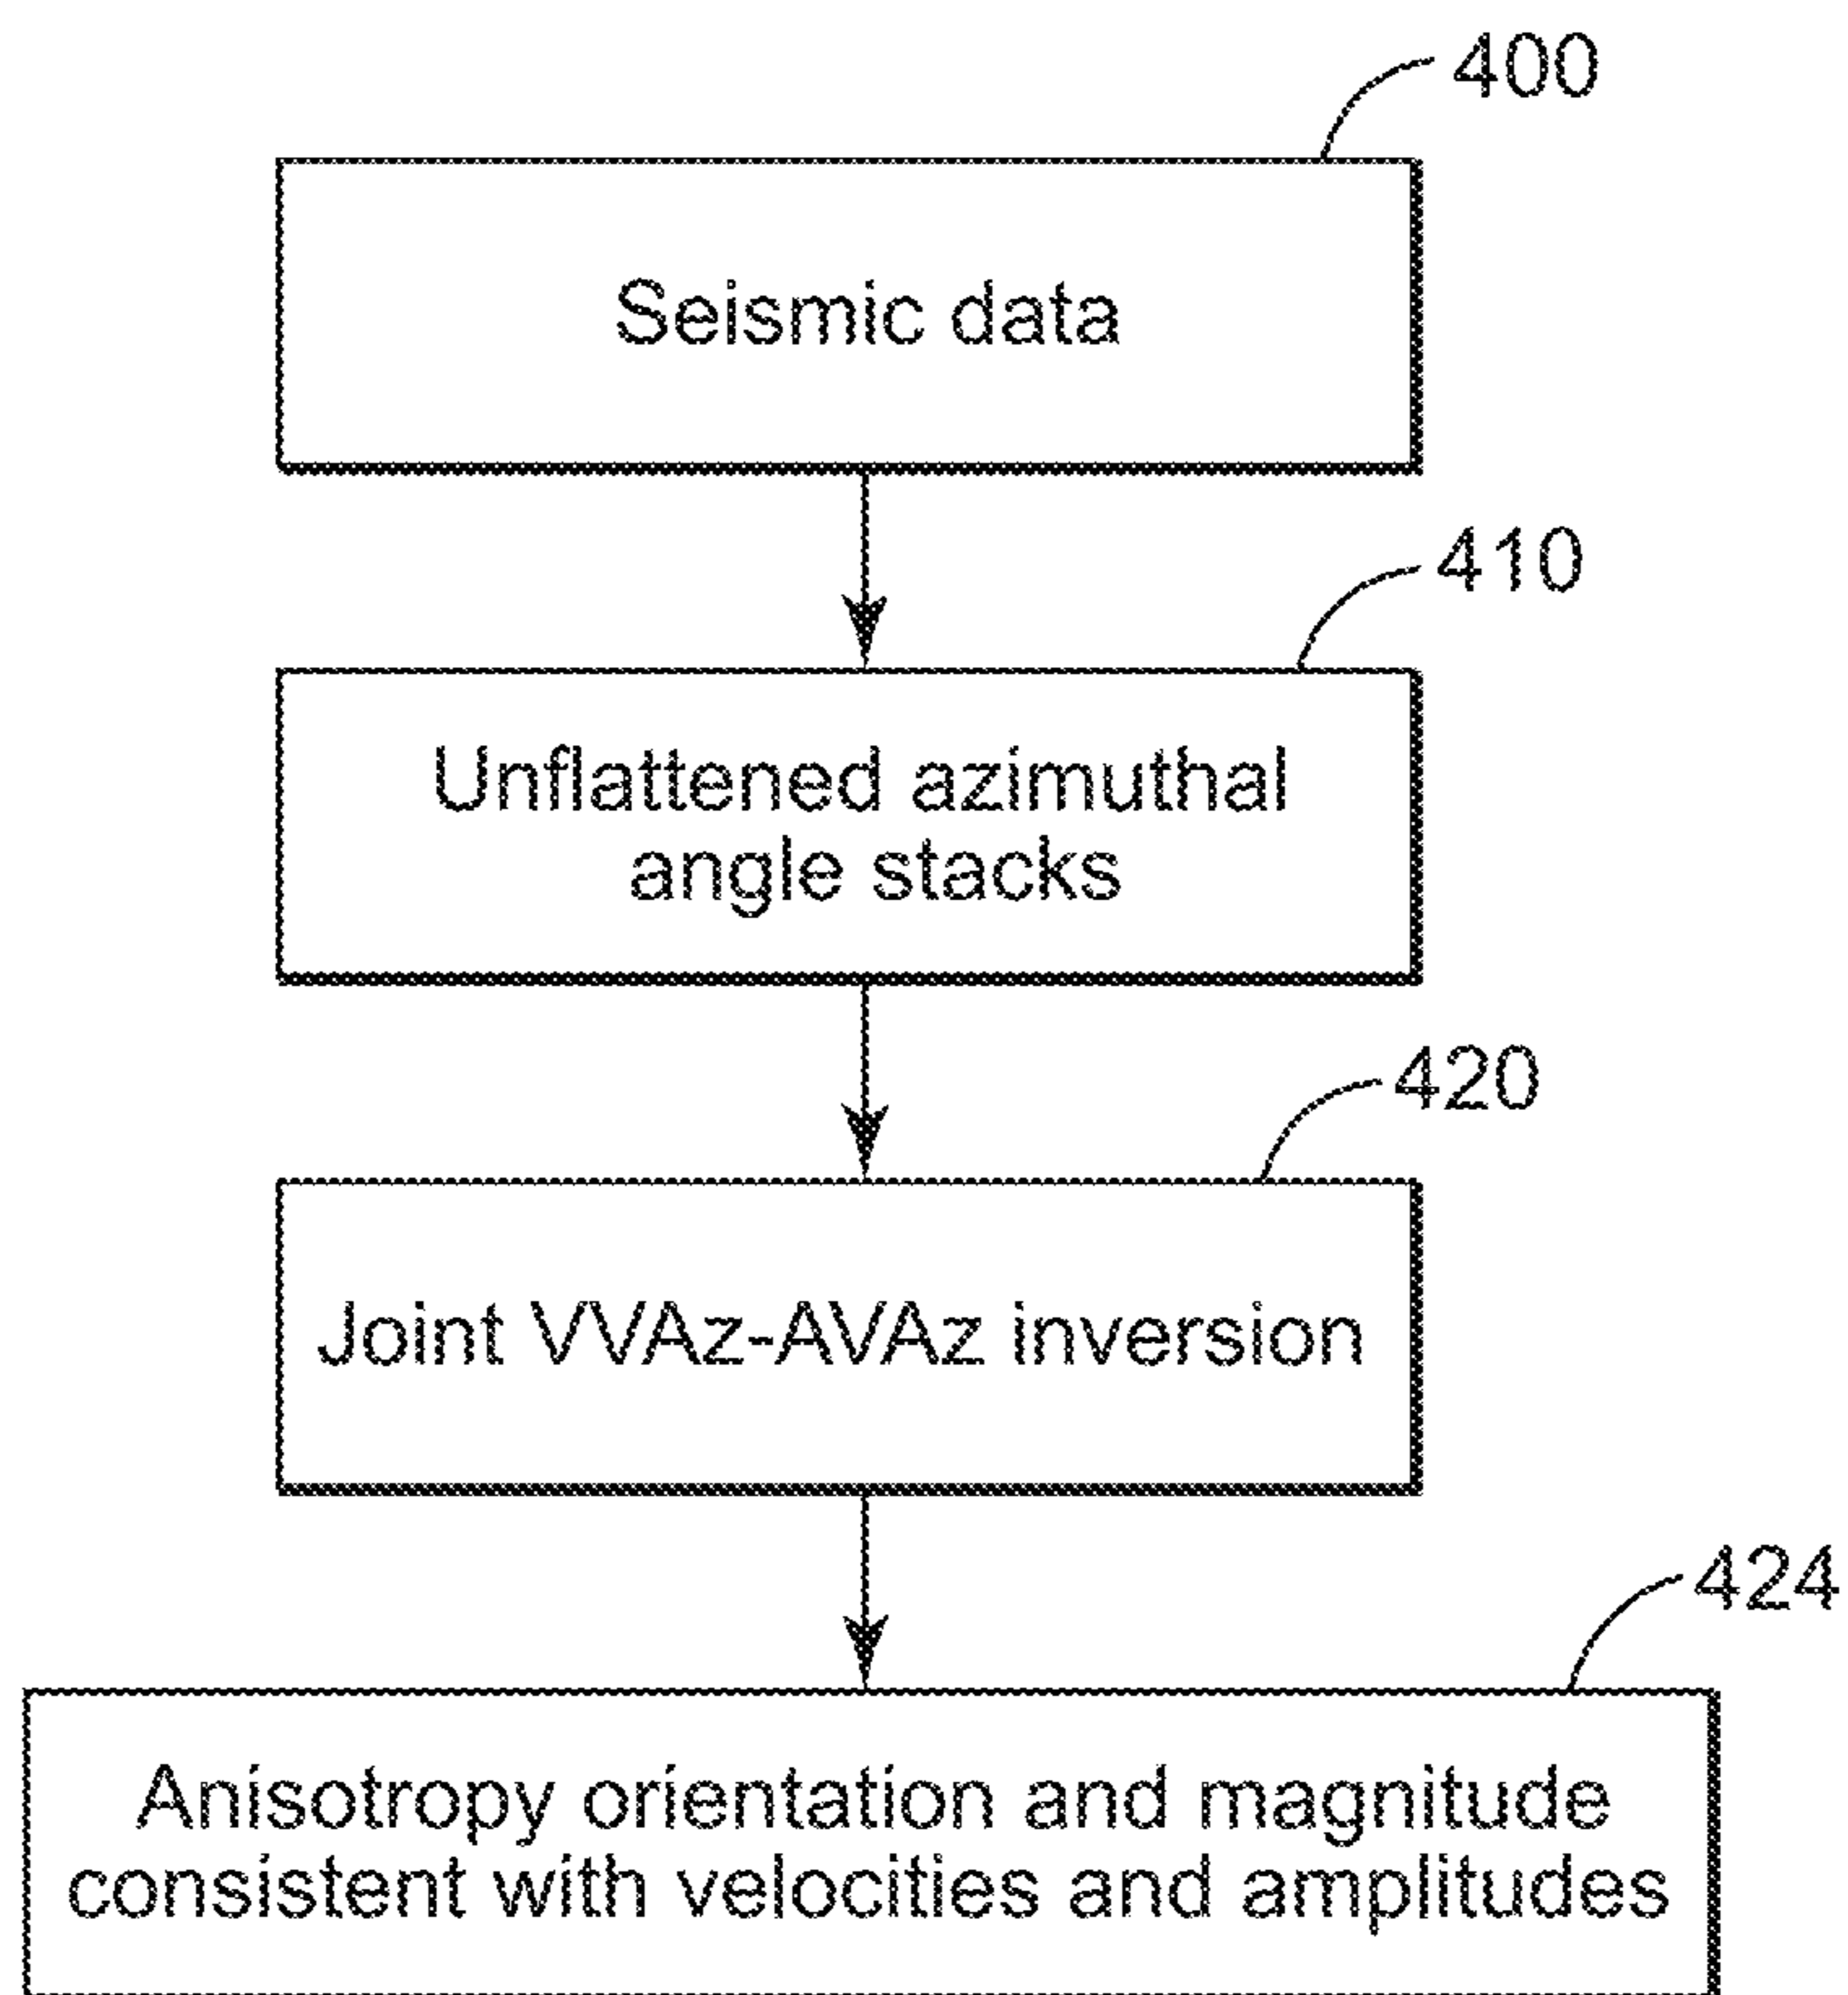 400
Seismic data
410
Unflattened azimuthal
angle stacks
420
Joint VVAz-AVAz inversion
424
Anisotropy orientation and magnitude
consistent with velocities and amplitudes